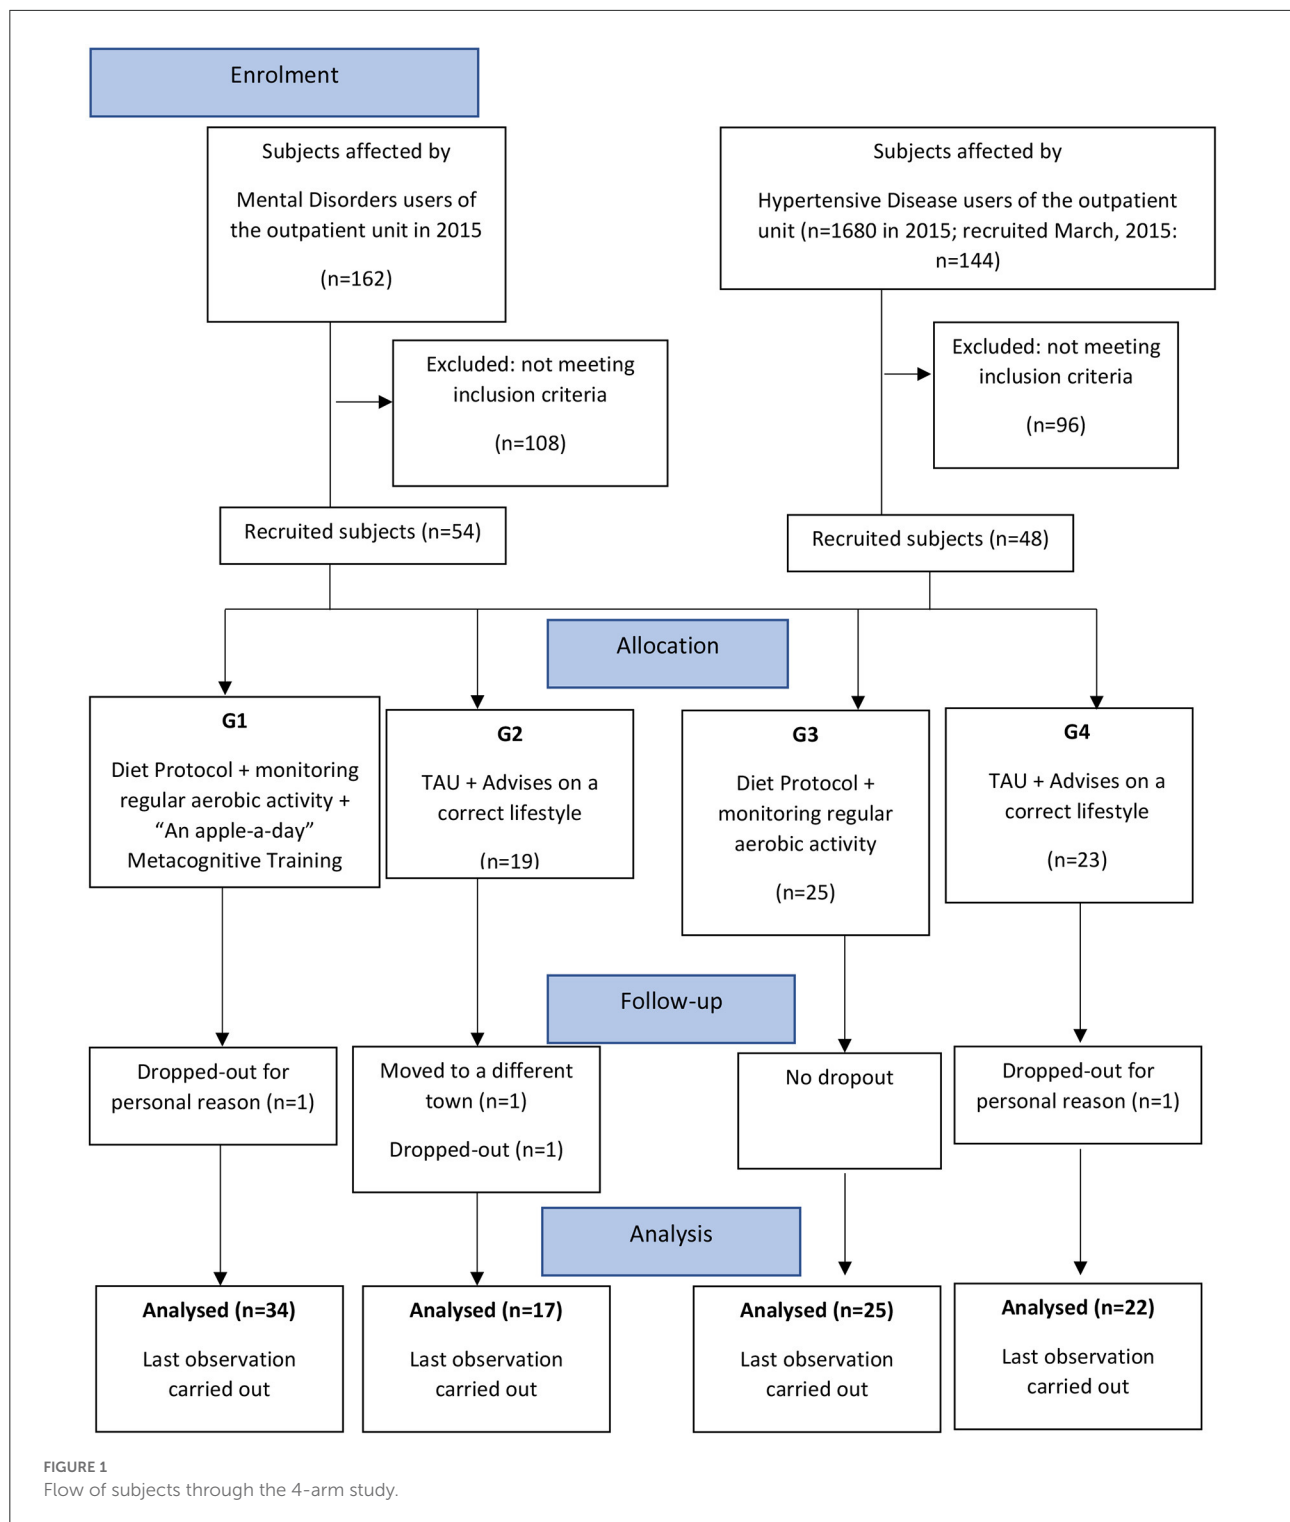 Enrolment
Subjects affected by
Mental Disorders users of
the outpatient unit in 2015
(n=162)
Subjects affected by
Hypertensive Disease users of the outpatient
unit (n=1680 in 2015; recruited March, 2015:
n=144)
Excluded: not meeting
inclusion criteria
(n=108)
Excluded: not meeting
inclusion criteria
(n=96)
Recruited subjects (n=54)
Recruited subjects (n=48)
Allocation
G1
Diet Protocol + monitoring
regular aerobic activity +
“An apple-a-day”
Metacognitive Training
G2
TAU + Advises on a
correct lifestyle
(n=19)
G3
Diet Protocol +
monitoring regular
aerobic activity
(n=25)
G4
TAU + Advises on a
correct lifestyle
(n=23)
Follow-up
Dropped-out for
personal reason (n=1)
Moved to a different
town (n=1)
Dropped-out (n=1)
No dropout
Dropped-out for
personal reason (n=1)
Analysis
Analysed (n=34)
Last observation
carried out
Analysed (n=17)
Last observation
carried out
Analysed (n=25)
Last observation
carried out
Analysed (n=22)
Last observation
carried out
FIGURE 1
Flow of subjects through the 4-arm study.